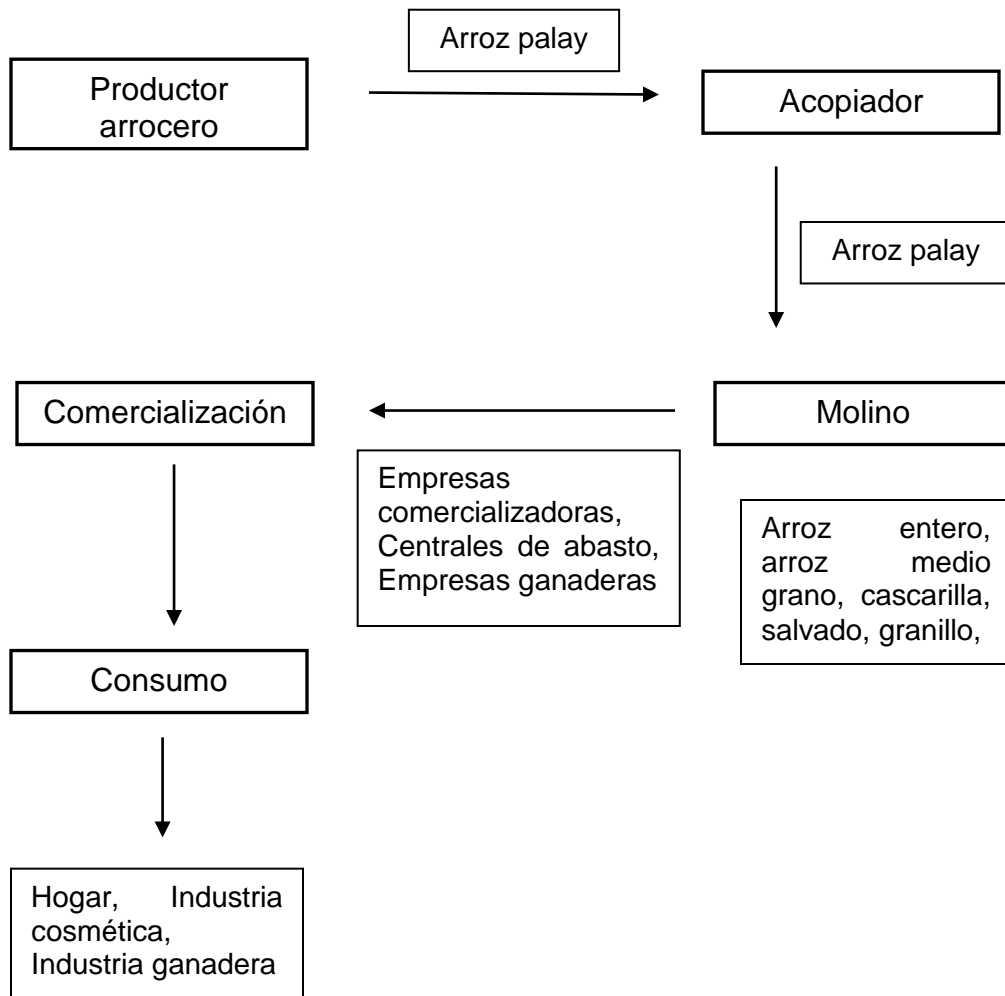 Arroz palay
Productor
arrocero
Acopiador
Arroz palay
Comercialización
Molino
Empresas
comercializadoras,
Centrales de abasto,
Empresas ganaderas
Arroz entero,
arroz medio
grano, cascarilla,
salvado, granillo,
Consumo
Hogar, Industria
cosmética,
Industria ganadera